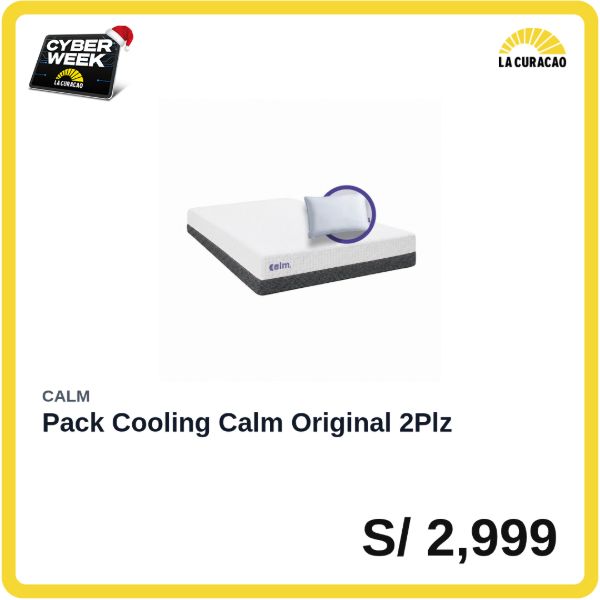 CYBER
WEEK
LA CURACAO
LA CURACAO
Calm.
CALM
Pack Cooling Calm Original 2Plz
S/ 2,999